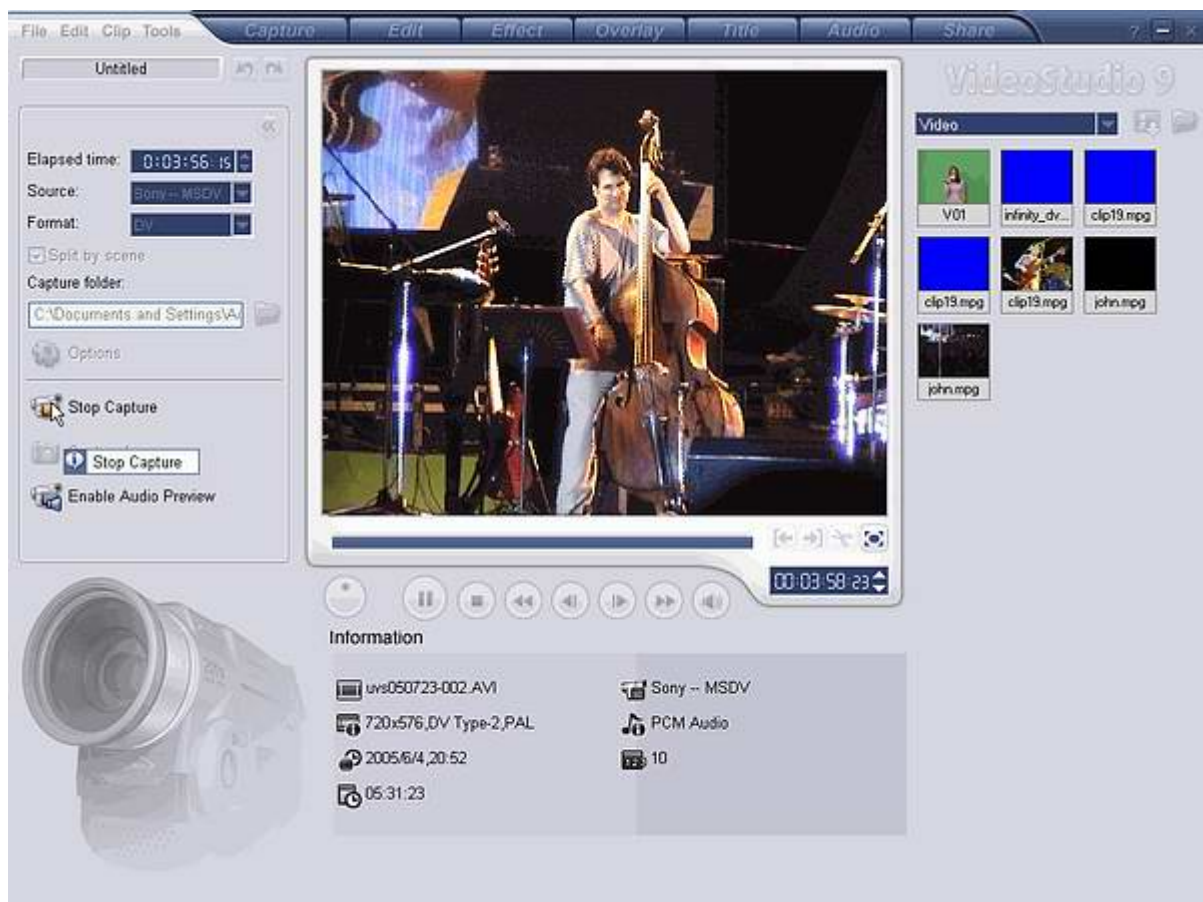 File Edit Clip Tools
Capture Edit Effect Overlay Title Audio Share
? - ×
Untitled
VideoStudio 9
Video
Elapsed time: 0:03:56:15
Source: Sony -- MSDV
Format: DV
Split by scene
Capture folder:
C:\Documents and Settings\A
Options
Stop Capture
Stop Capture
Enable Audio Preview
V01
infinity_dv...
clip19.mpg
clip19.mpg
clip19.mpg
john.mpg
john.mpg
00:03:58:23
Information
uvs050723-002.AVI
Sony -- MSDV
720x576,DV Type-2,PAL
PCM Audio
2005/6/4,20:52
10
05:31:23